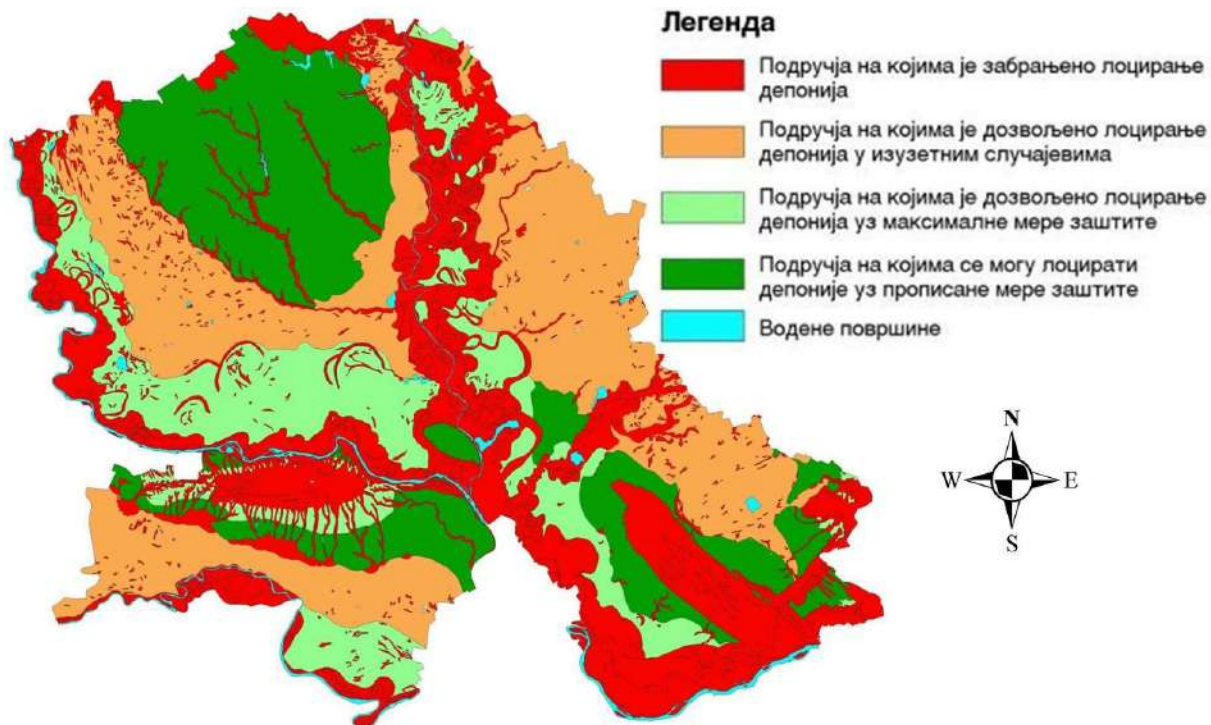 Легенда
Подручја на којима је забрањено лоцирање
депонија
Подручја на којима је дозвољено лоцирање
депонија у изузетним случајевима
Подручја на којима је дозвољено лоцирање
депонија уз максималне мере заштите
Подручја на којима се могу лоцирати
депоније уз прописане мере заштите
Водене површине
N
W E
S